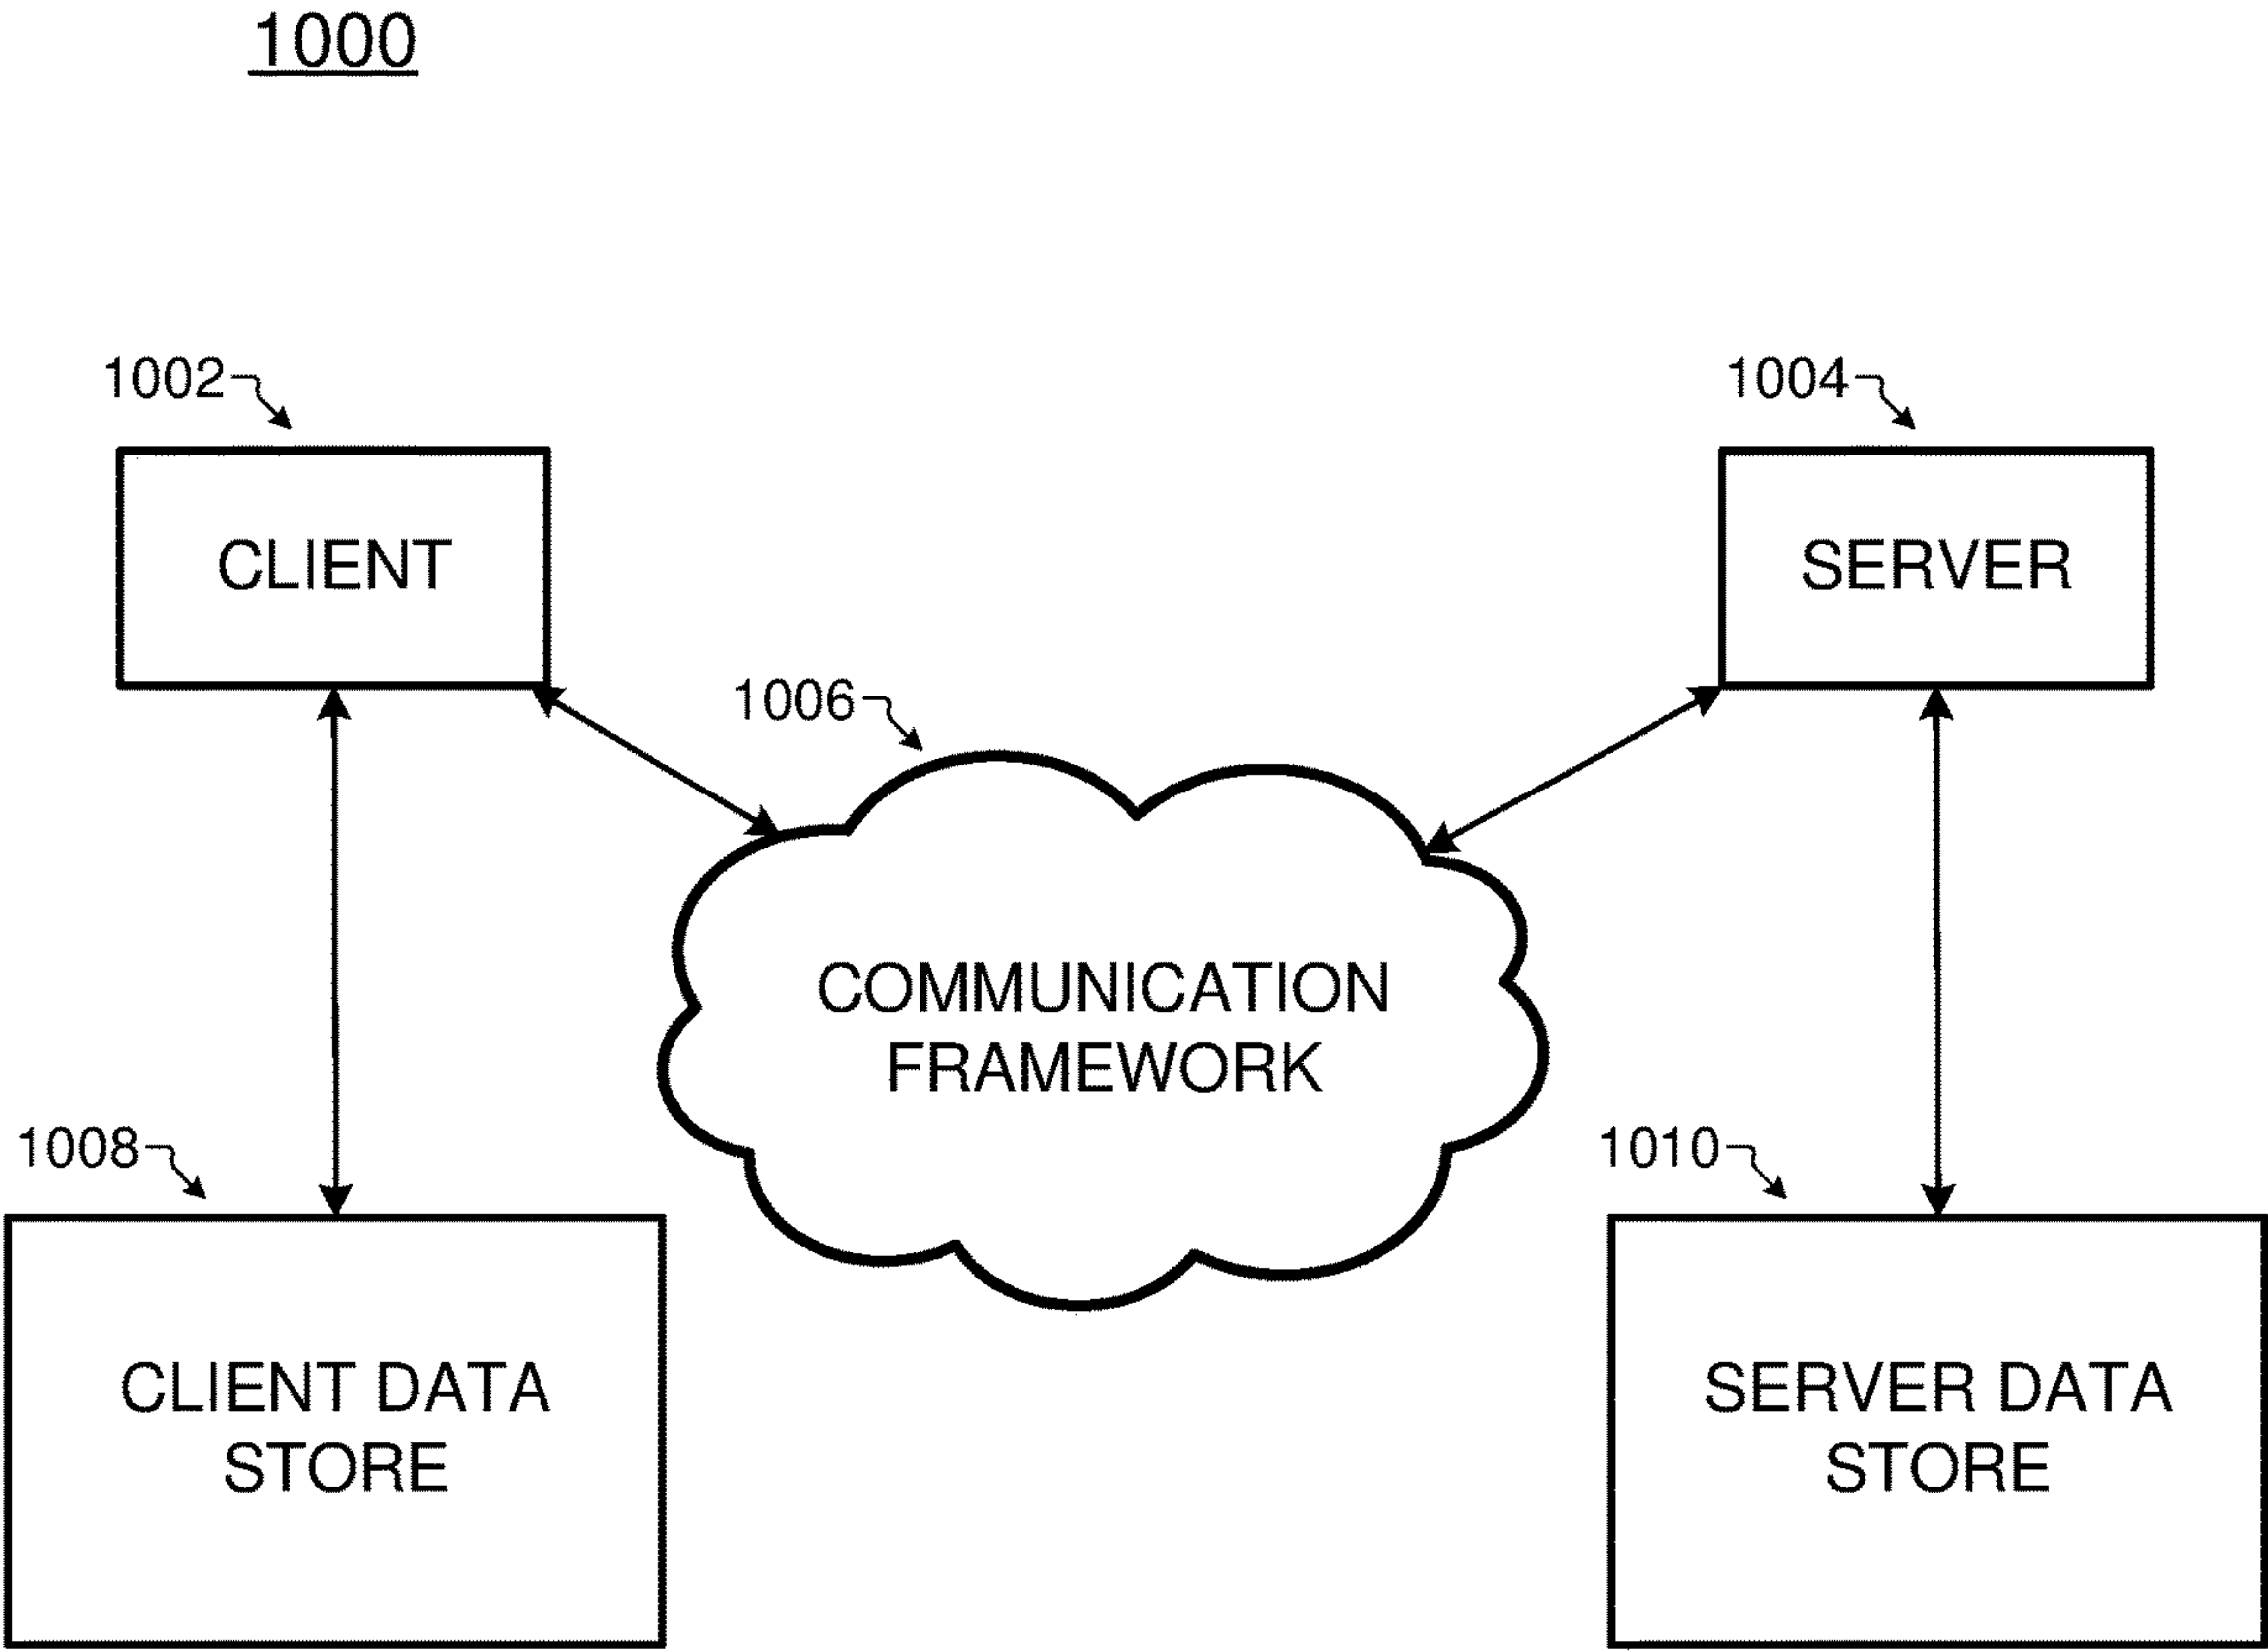 1000
1002
1004
CLIENT
SERVER
1006
COMMUNICATION
FRAMEWORK
1008
1010
CLIENT DATA
STORE
SERVER DATA
STORE